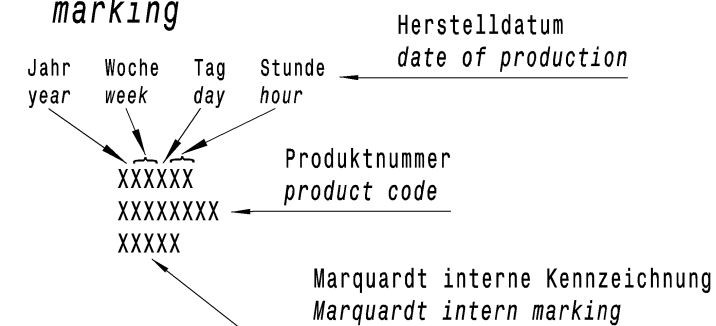 marking
Herstelldatum
date of production
Jahr Woche Tag Stunde
year week day hour
XXXXXX
Produktnummer
product code
XXXXXXXX
XXXXX
Marquardt interne Kennzeichnung
Marquardt intern marking